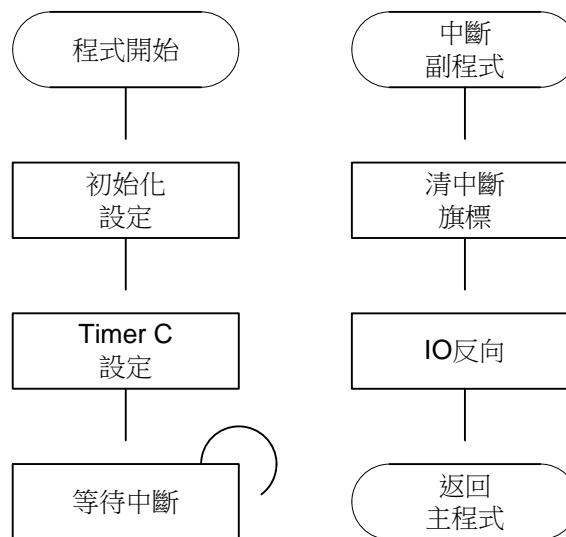 程式開始
初始化
設定
Timer C
設定
等待中斷
中斷
副程式
清中斷
旗標
IO反向
返回
主程式